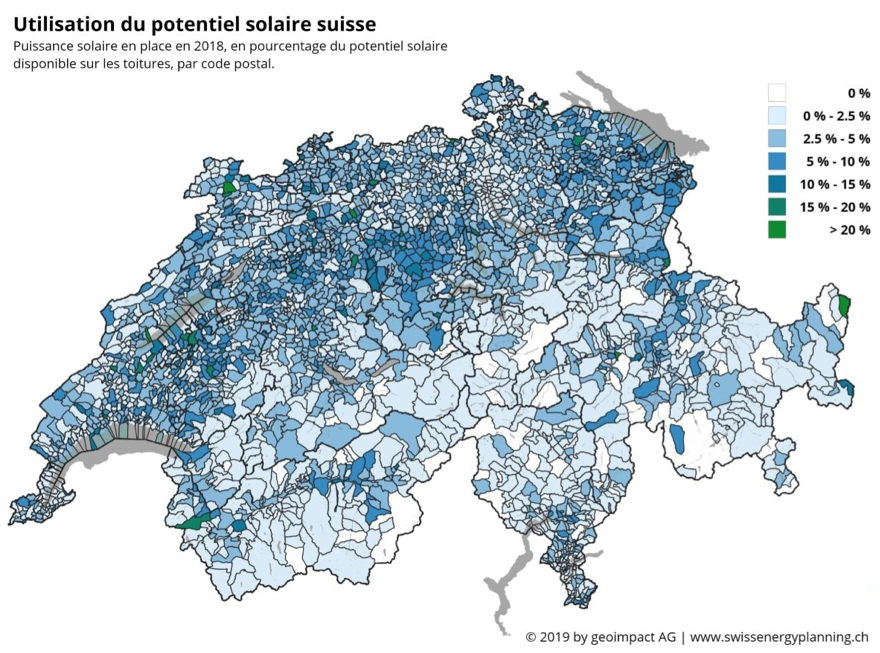 Utilisation du potentiel solaire suisse
Puissance solaire en place en 2018, en pourcentage du potentiel solaire
disponible sur les toitures, par code postal.
0 %
0 % - 2.5 %
2.5 % - 5 %
5 % - 10 %
10 % - 15 %
15 % - 20 %
> 20 %
© 2019 by geoimpact AG | www.swissenergyplanning.ch